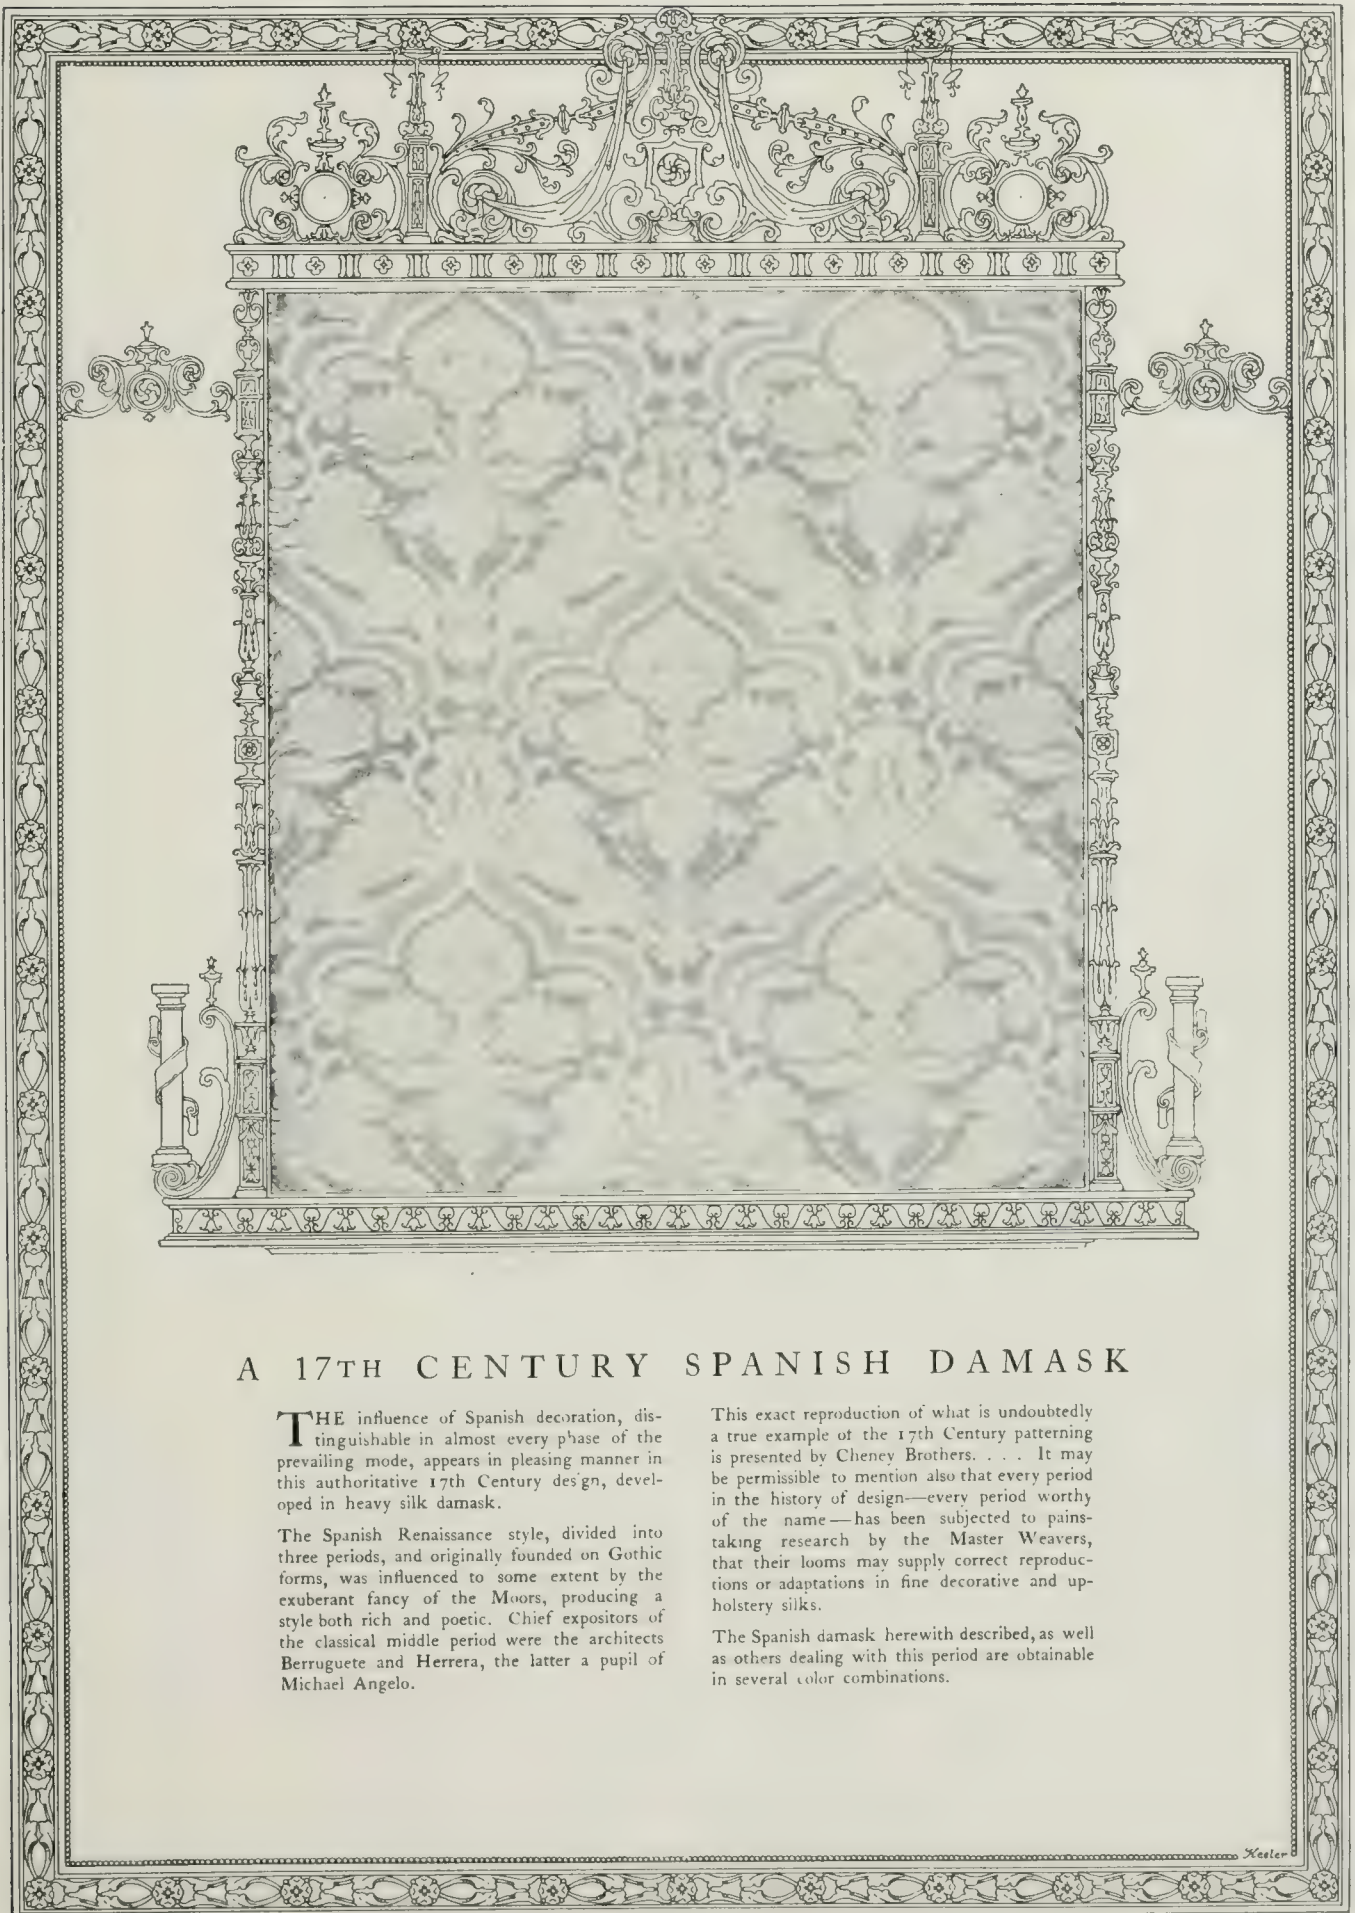 A 17TH CENTURY SPANISH DAMASK
THE influence of Spanish decoration, dis-
tinguishable in almost every phase of the
prevailing mode, appears in pleasing manner in
this authoritative 17th Century design, devel-
oped in heavy silk damask.
The Spanish Renaissance style, divided into
three periods, and originally founded on Gothic
forms, was influenced to some extent by the
exuberant fancy of the Moors, producing a
style both rich and poetic. Chief expositors of
the classical middle period were the architects
Berruguete and Herrera, the latter a pupil of
Michael Angelo.
This exact reproduction of what is undoubtedly
a true example of the 17th Century patterning
is presented by Cheney Brothers. . . . It may
be permissible to mention also that every period
in the history of design—every period worthy
of the name—has been subjected to pains-
taking research by the Master Weavers,
that their looms may supply correct reproduc-
tions or adaptations in fine decorative and up-
holstery silks.
The Spanish damask herewith described, as well
as others dealing with this period are obtainable
in several color combinations.